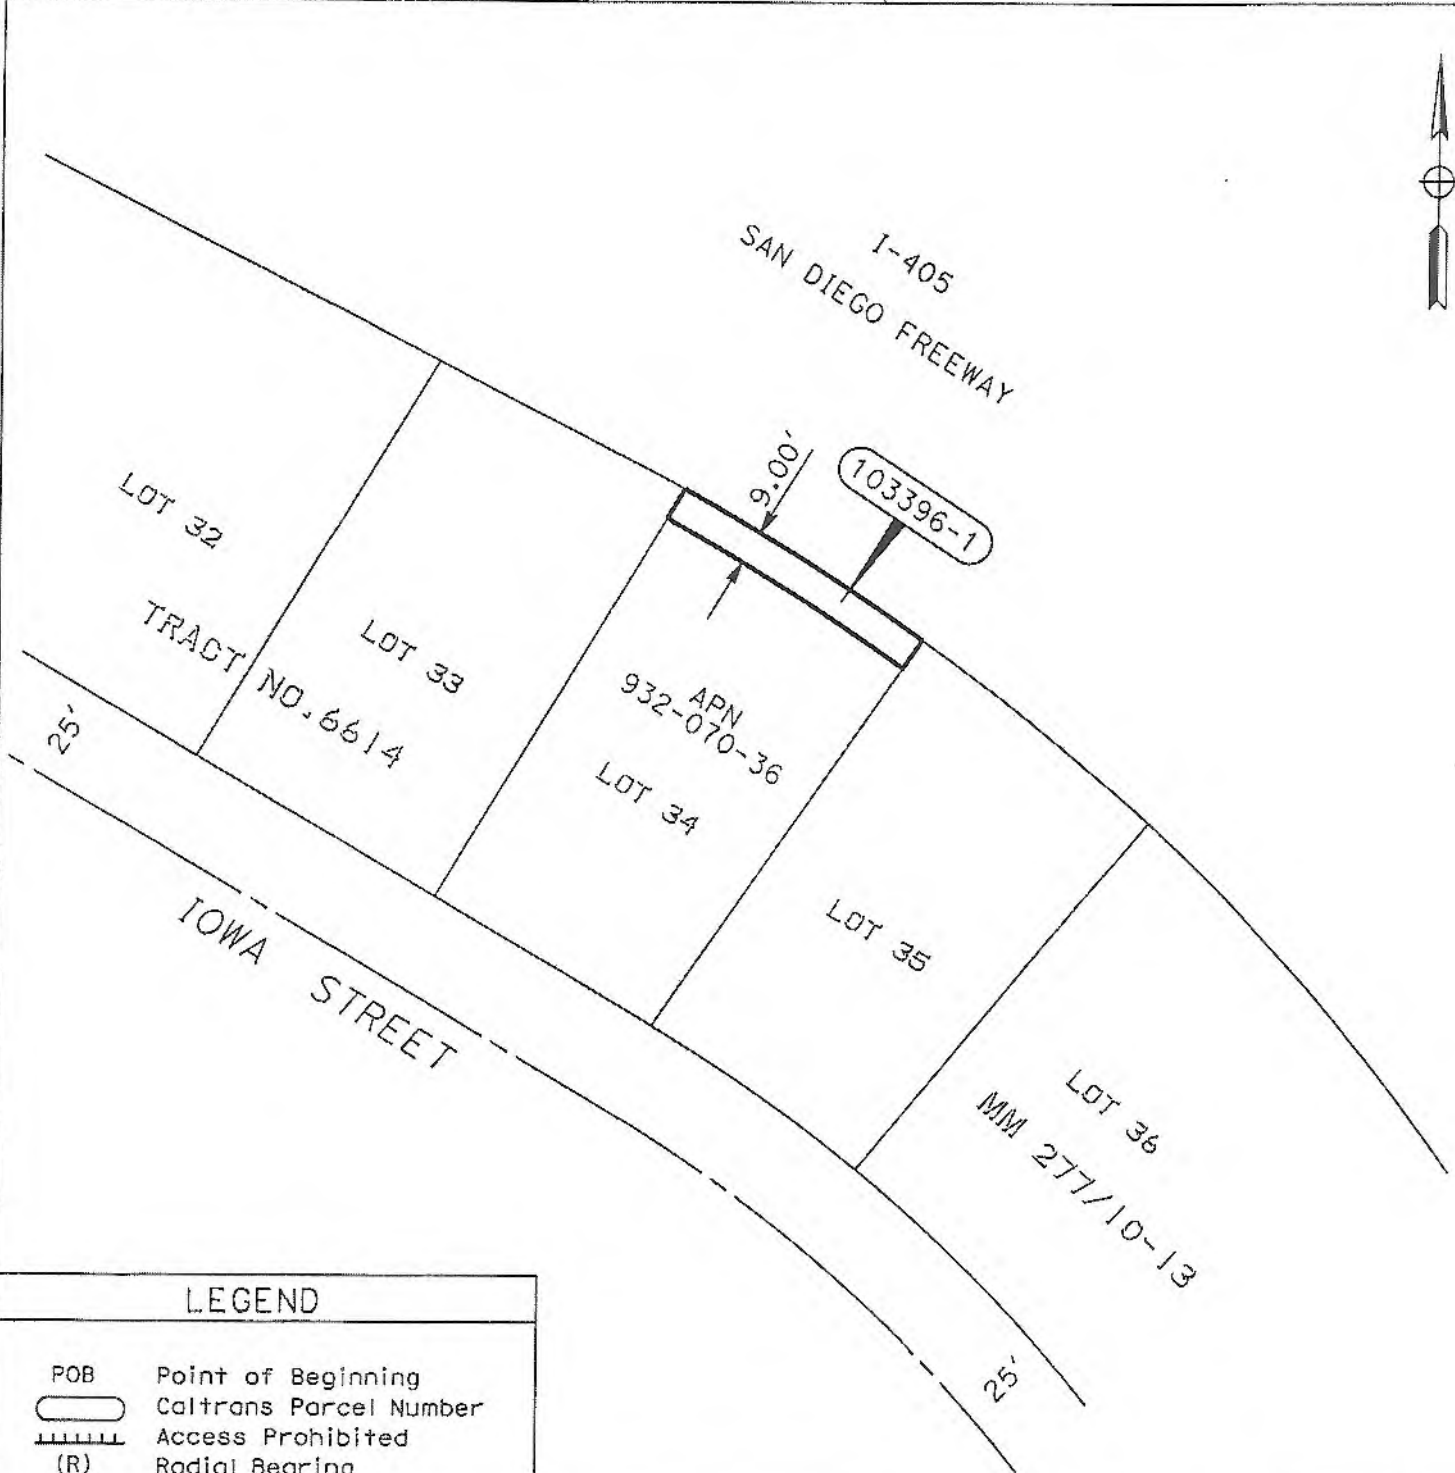 I-405
SAN DIEGO FREEWAY
9.00'
103396-1
LOT 32
TRACT NO. 6614
LOT 33
APN
932-070-36
LOT 34
25'
LOT 35
IOWA STREET
LOT 36
MM 277/10-13
25'
LEGEND
POB Point of Beginning
Caltrans Parcel Number
Access Prohibited
(R) Radial Bearing